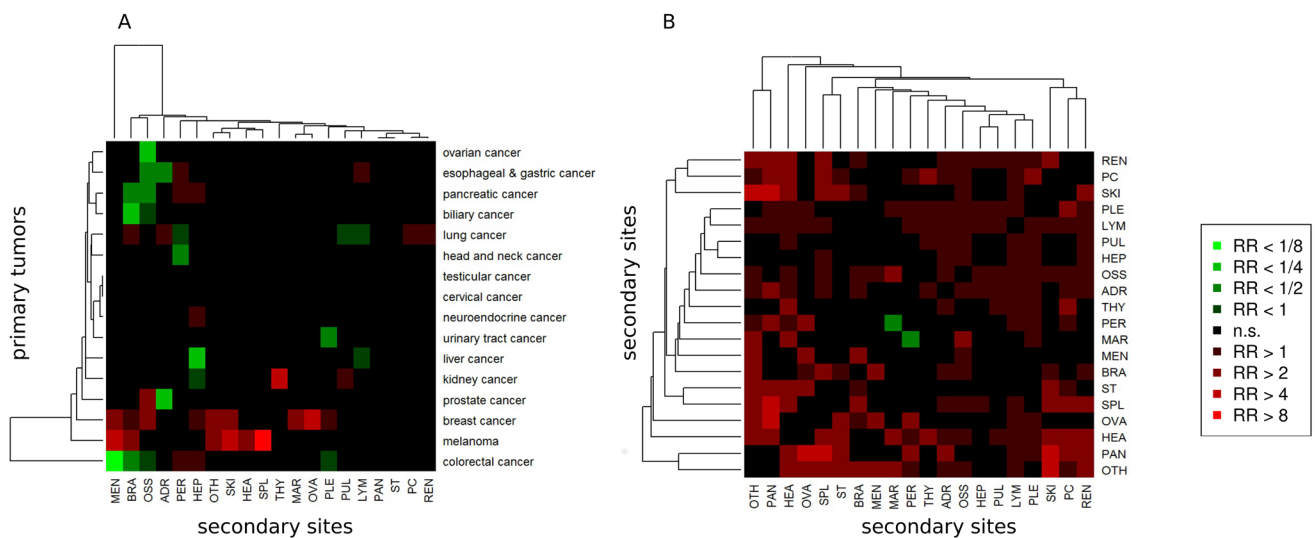 A
B
primary tumors
ovarian cancer
esophageal & gastric cancer
pancreatic cancer
biliary cancer
lung cancer
head and neck cancer
testicular cancer
cervical cancer
neuroendocrine cancer
urinary tract cancer
liver cancer
kidney cancer
prostate cancer
breast cancer
melanoma
colorectal cancer
MEN BRA OSS ADR PER HEP OTH SKI HEA SPL THY MAR OVA PLE PUL LYM PAN ST PC REN
secondary sites
secondary sites
REN
PC
SKI
PLE
LYM
PUL
HEP
OSS
ADR
THY
PER
MAR
MEN
BRA
ST
SPL
OVA
HEA
PAN
OTH
OTH PAN HEA OVA SPL ST BRA MEN MAR PER THY ADR OSS HEP PUL LYM PLE SKI PC REN
secondary sites
RR < 1/8
RR < 1/4
RR < 1/2
RR < 1
n.s.
RR > 1
RR > 2
RR > 4
RR > 8